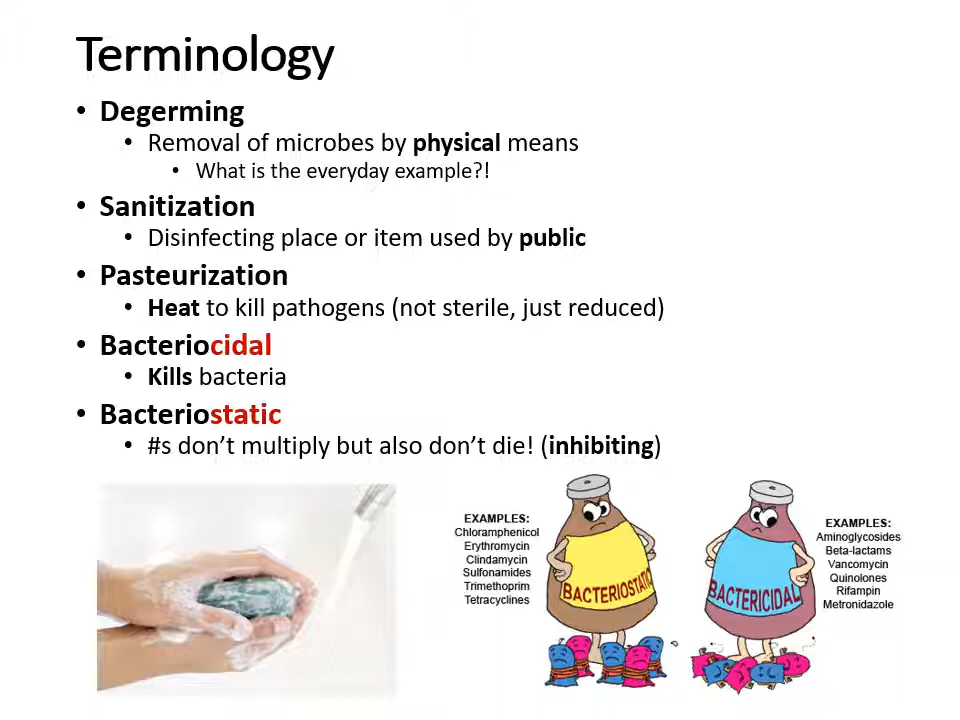 Terminology
• Degerming
• Removal of microbes by physical means
• What is the everyday example?!
• Sanitization
• Disinfecting place or item used by public
• Pasteurization
• Heat to kill pathogens (not sterile, just reduced)
• Bacteriocidal
• Kills bacteria
• Bacteriostatic
• #s don't multiply but also don't die! (inhibiting)
EXAMPLES:
Chloramphenicol
Erythromycin
Clindamycin
Sulfonamides
Trimethoprim
Tetracyclines
BACTERIOSTATIC
BACTERICIDAL
EXAMPLES:
Aminoglycosides
Beta-lactams
Vancomycin
Quinolones
Rifampin
Metronidazole